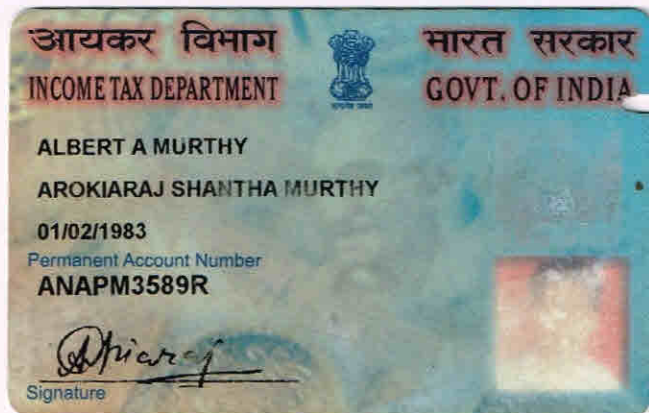 आयकर विभाग
INCOME TAX DEPARTMENT
भारत सरकार
GOVT. OF INDIA
ALBERT A MURTHY
AROKIARAJ SHANTHA MURTHY
01/02/1983
Permanent Account Number
ANAPM3589R
Signature